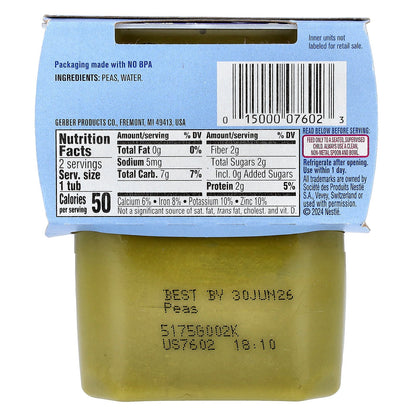 Inner units not
labeled for retail sale.
Packaging made with NO BPA
INGREDIENTS: PEAS, WATER.
GERBER PRODUCTS CO., FREMONT, MI 49413, USA
0 15000 07602 3
Nutrition
Facts
2 servings
Serv. size
1 tub
Calories
per serving 50
Amount/serving % DV
Total Fat 0g 0%
Sodium 5mg
Total Carb. 7g 7%
Amount/serving % DV
Fiber 2g
Total Sugars 2g
Incl. 0g Added Sugars
Protein 2g 5%
Calcium 6% • Iron 8% • Potassium 10% • Zinc 10%
Not a significant source of sat. fat, trans fat, cholest. and vit. D.
READ BELOW BEFORE SERVING:
FEED ONLY TO A SEATED, SUPERVISED
CHILD. ALWAYS USE A CLEAN,
NON-METAL SPOON AND BOWL.
Refrigerate after opening.
Use within 1 day.
All trademarks are owned by
Société des Produits Nestlé
S.A., Vevey, Switzerland or
used with permission.
© 2024 Nestlé.
BEST BY 30JUN26
Peas
5175G002K
US7602 18:10